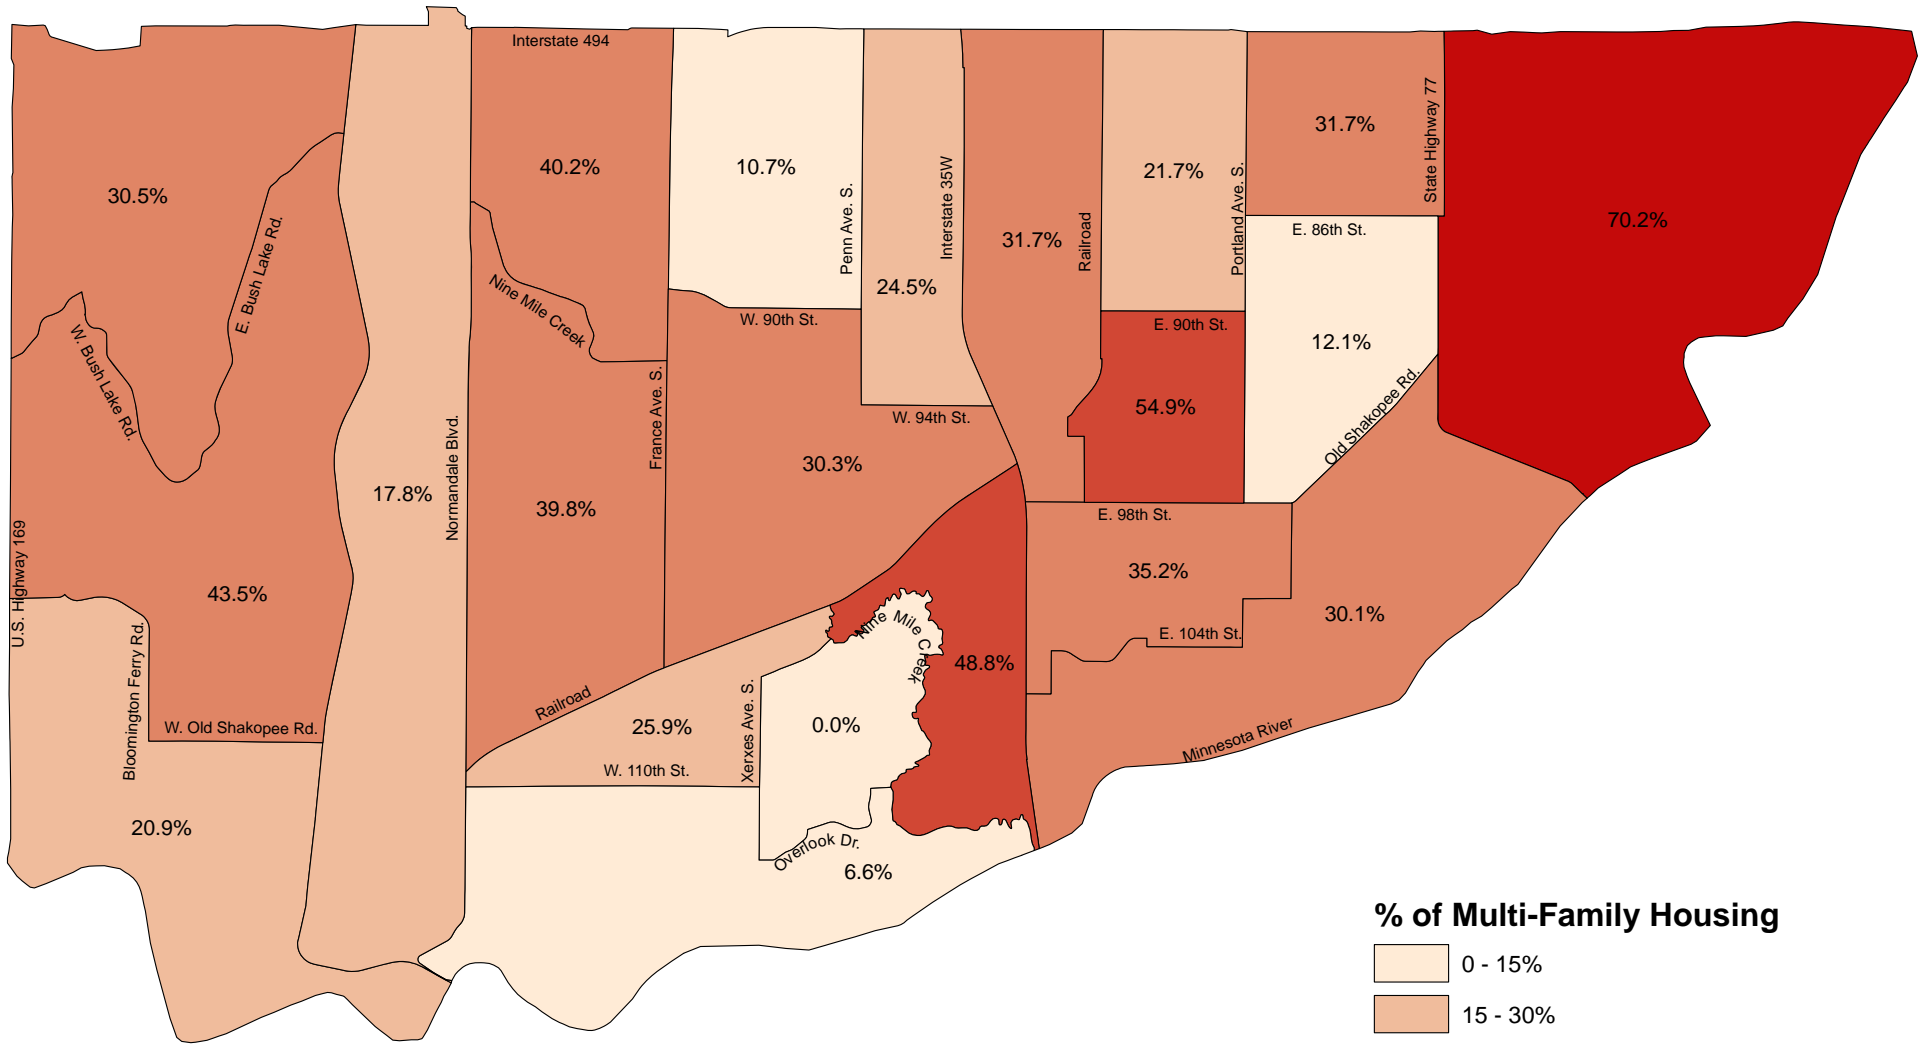 Interstate 494
State Highway 77
31.7%
10.7%
40.2%
21.7%
30.5%
Interstate 35W
Portland Ave. S.
Penn Ave. S.
70.2%
E. Bush Lake Rd.
31.7%
Railroad
E. 86th St.
24.5%
Nine Mile Creek
W. 90th St.
E. 90th St.
12.1%
W. Bush Lake Rd.
France Ave. S.
54.9%
Old Shakopee Rd.
W. 94th St.
30.3%
Normandale Blvd.
17.8%
39.8%
E. 98th St.
U.S. Highway 169
35.2%
43.5%
30.1%
Nine Mile Creek
E. 104th St.
48.8%
Bloomington Ferry Rd.
Railroad
Xerxes Ave. S.
W. Old Shakopee Rd.
25.9%
0.0%
Minnesota River
W. 110th St.
20.9%
Overlook Dr.
6.6%
% of Multi-Family Housing
0 - 15%
15 - 30%